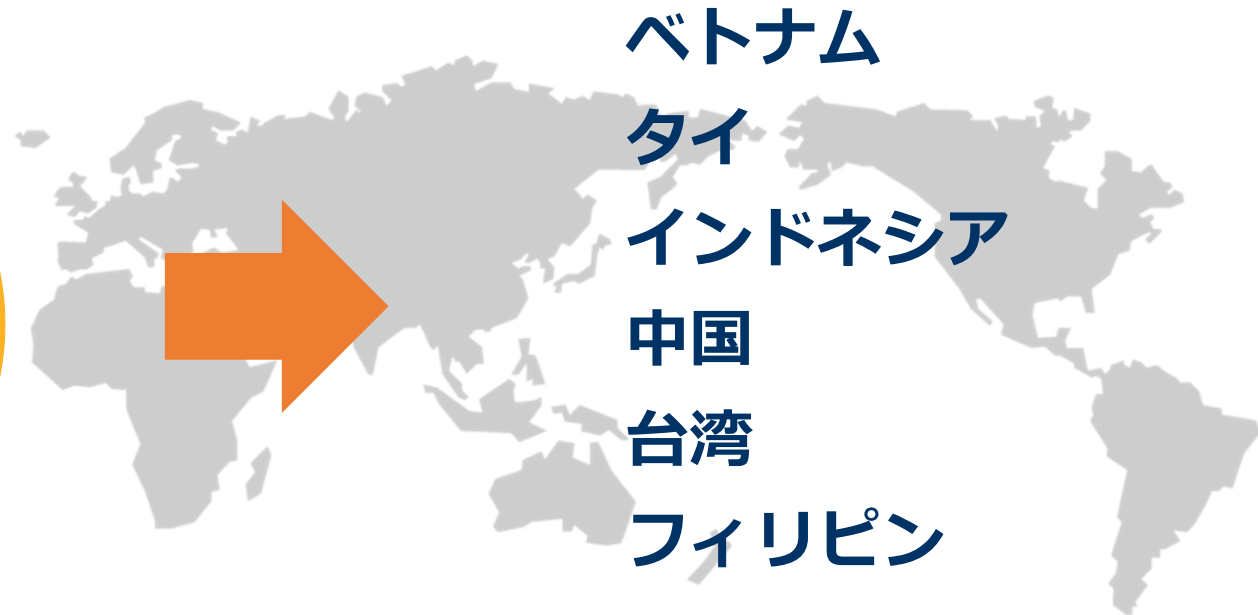 ベトナム
タイ
インドネシア
中国
台湾
フィリピン